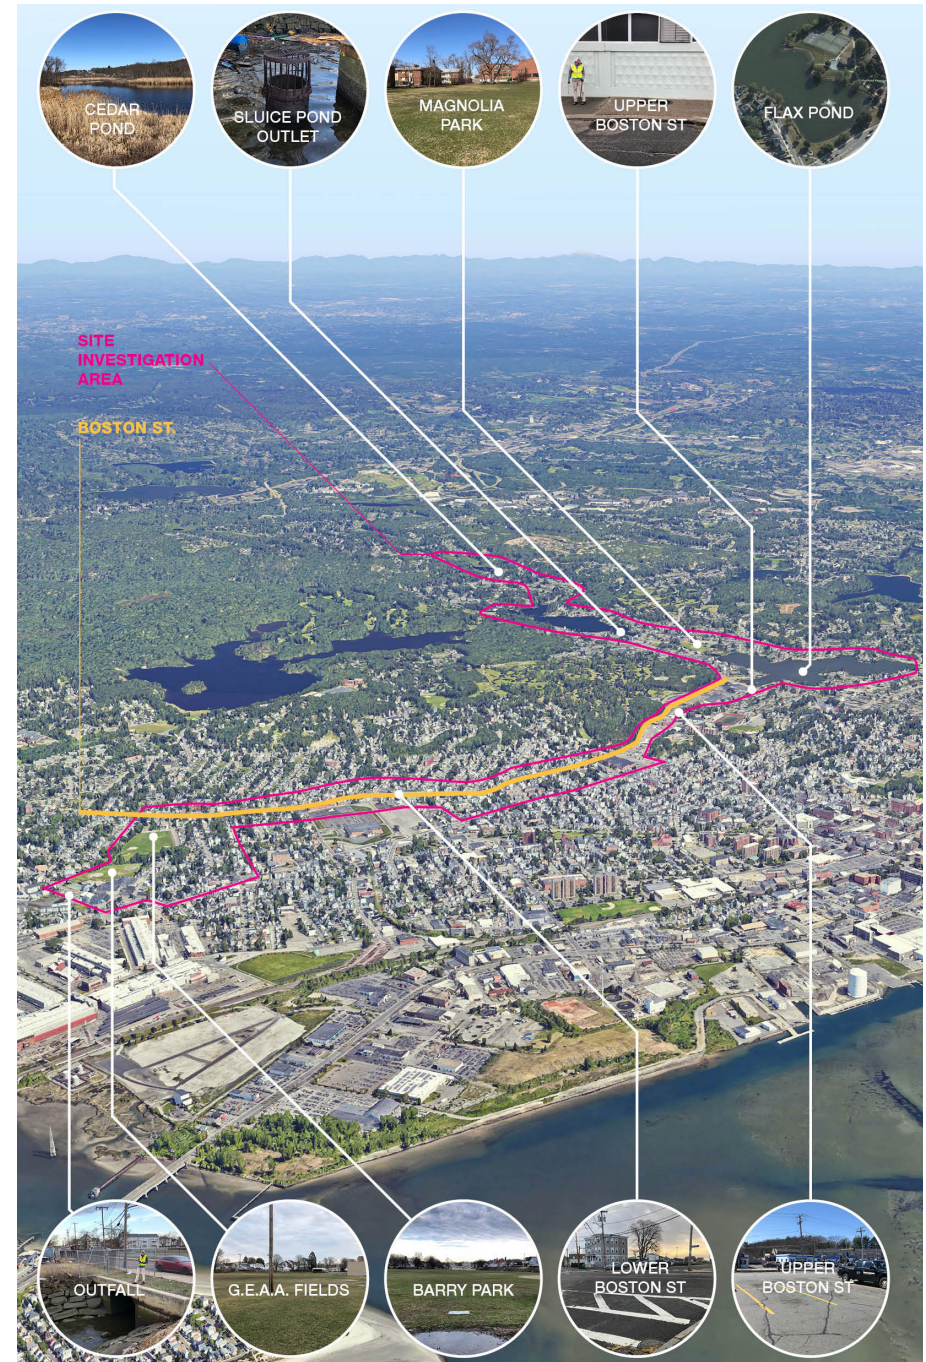 CEDAR
POND
SLUICE POND
OUTLET
MAGNOLIA
PARK
UPPER
BOSTON ST
FLAX POND
SITE
INVESTIGATION
AREA
BOSTON ST.
OUTFALL
G.E.A.A. FIELDS
BARRY PARK
LOWER
BOSTON ST
UPPER
BOSTON ST